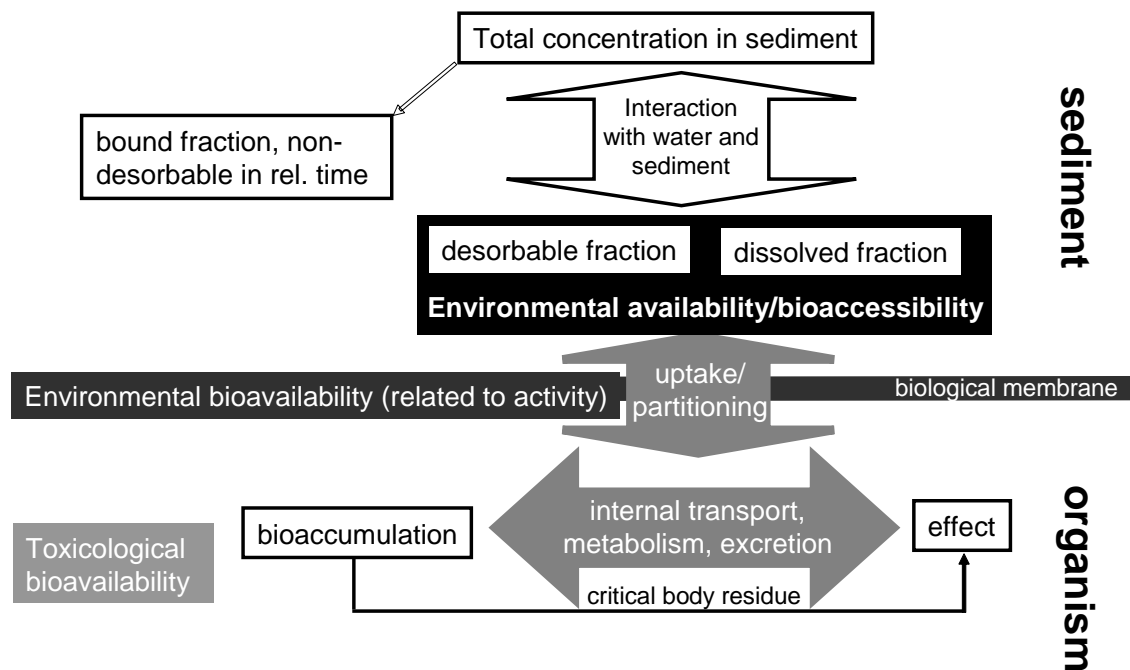 Total concentration in sediment
Interaction
with water and
sediment
bound fraction, non-
desorbable in rel. time
sediment
desorbable fraction
dissolved fraction
Environmental availability/bioaccessibility
uptake/
partitioning
Environmental bioavailability (related to activity)
biological membrane
internal transport,
metabolism, excretion
bioaccumulation
effect
Toxicological
bioavailability
critical body residue
organism